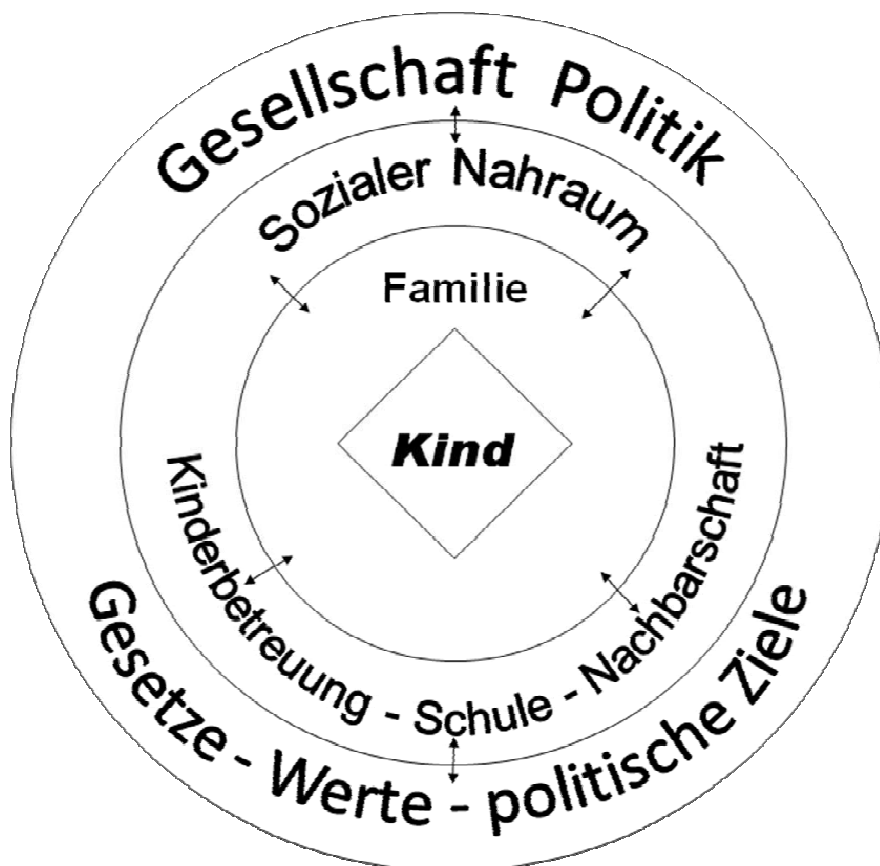 Gesellschaft Politik
Sozialer Nahraum
Familie
Kind
Kinderbetreuung - Schule - Nachbarschaft
Gesetze - Werte - politische Ziele